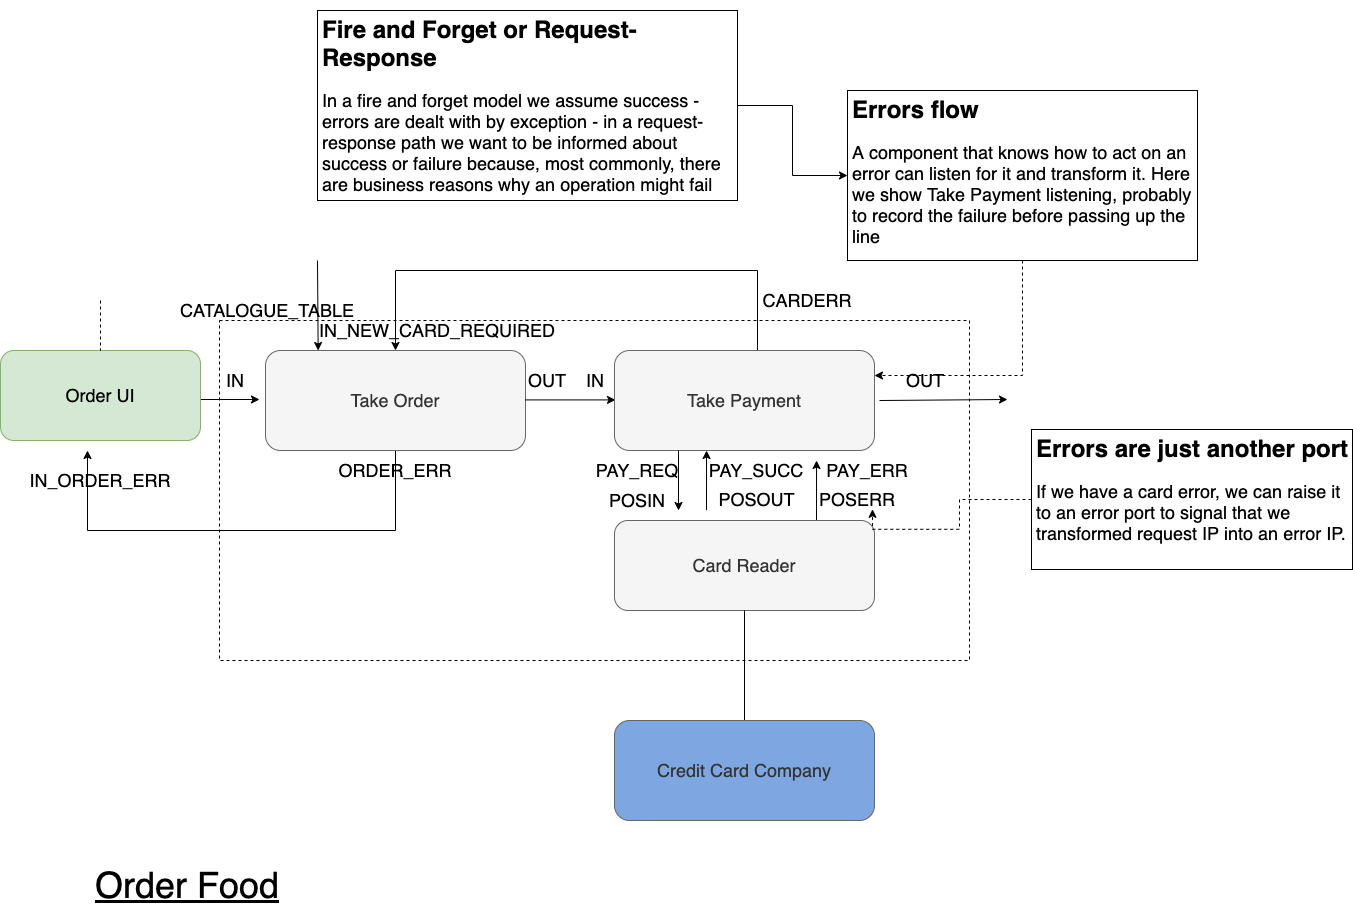 Fire and Forget or Request-
Response
In a fire and forget model we assume success -
errors are dealt with by exception - in a request-
response path we want to be informed about
success or failure because, most commonly, there
are business reasons why an operation might fail
Errors flow
A component that knows how to act on an
error can listen for it and transform it. Here
we show Take Payment listening, probably
to record the failure before passing up the
line
CATALOGUE_TABLE
CARDERR
IN_NEW_CARD_REQUIRED
Order UI
IN
Take Order
OUT
IN
Take Payment
OUT
IN_ORDER_ERR
ORDER_ERR
PAY_REQ
PAY_SUCC
PAY_ERR
POSIN
POSOUT
POSERR
Errors are just another port
If we have a card error, we can raise it
to an error port to signal that we
transformed request IP into an error IP.
Card Reader
Credit Card Company
Order Food